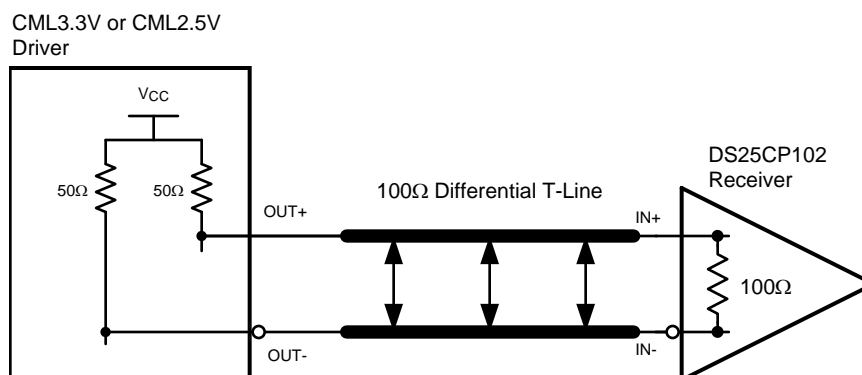 CML3.3V or CML2.5V
Driver
VCC
50Ω
50Ω
OUT+
OUT-
100Ω Differential T-Line
IN+
IN-
DS25CP102
Receiver
100Ω